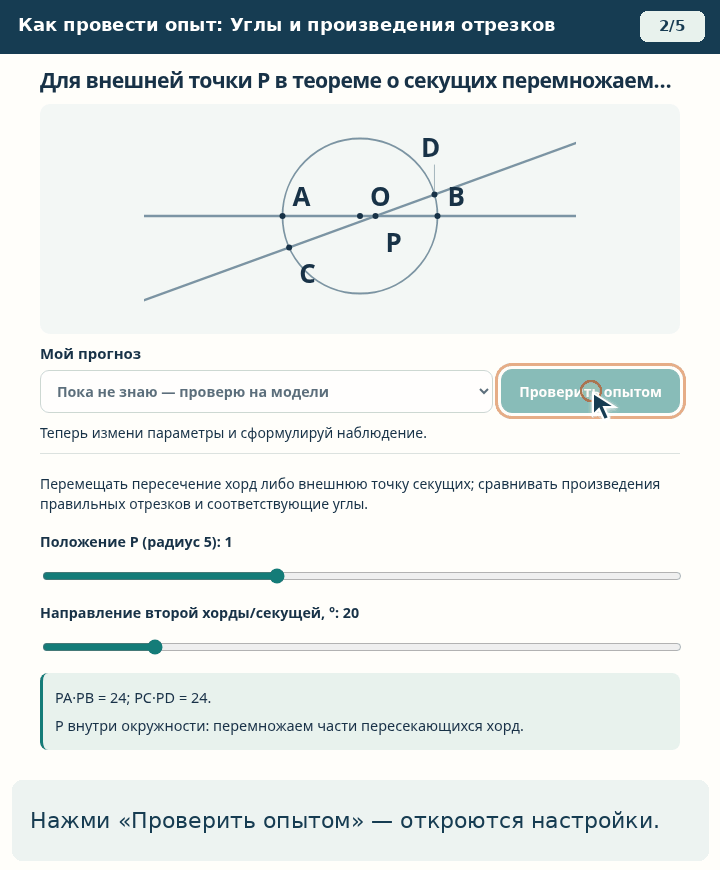 Как провести опыт: Углы и произведения отрезков
2/5
Для внешней точки P в теореме о секущих перемножаем…
D
A
O
B
P
C
Мой прогноз
Пока не знаю — проверю на модели
Проверить опытом
Теперь измени параметры и сформулируй наблюдение.
Перемещать пересечение хорд либо внешнюю точку секущих; сравнивать произведения
правильных отрезков и соответствующие углы.
Положение P (радиус 5): 1
Направление второй хорды/секущей, °: 20
PA·PB = 24; PC·PD = 24.
P внутри окружности: перемножаем части пересекающихся хорд.
Нажми «Проверить опытом» — откроются настройки.